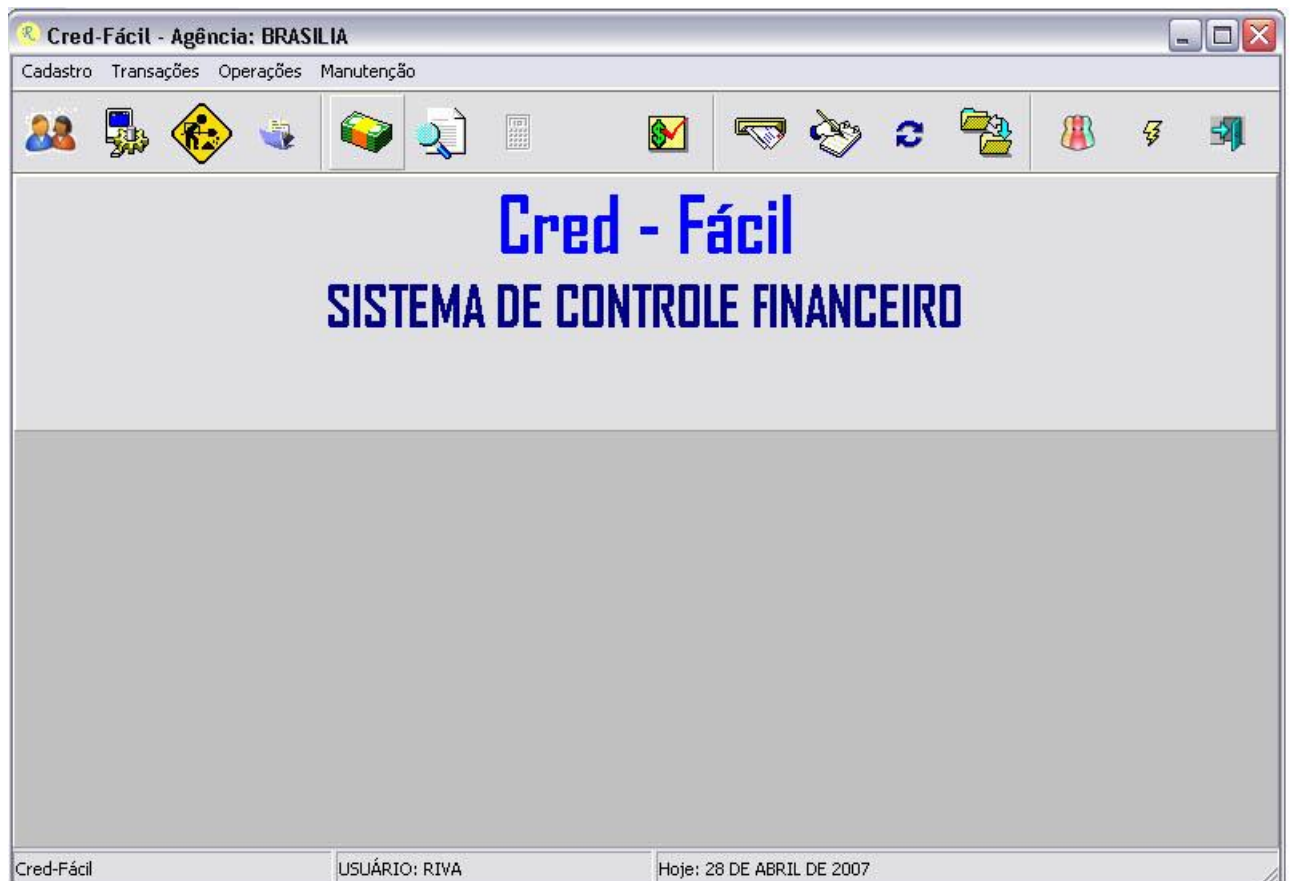 Cred-Fácil - Agência: BRASILIA
Cadastro Transações Operações Manutenção
Cred - Fácil
SISTEMA DE CONTROLE FINANCEIRO
Cred-Fácil USUÁRIO: RIVA Hoje: 28 DE ABRIL DE 2007